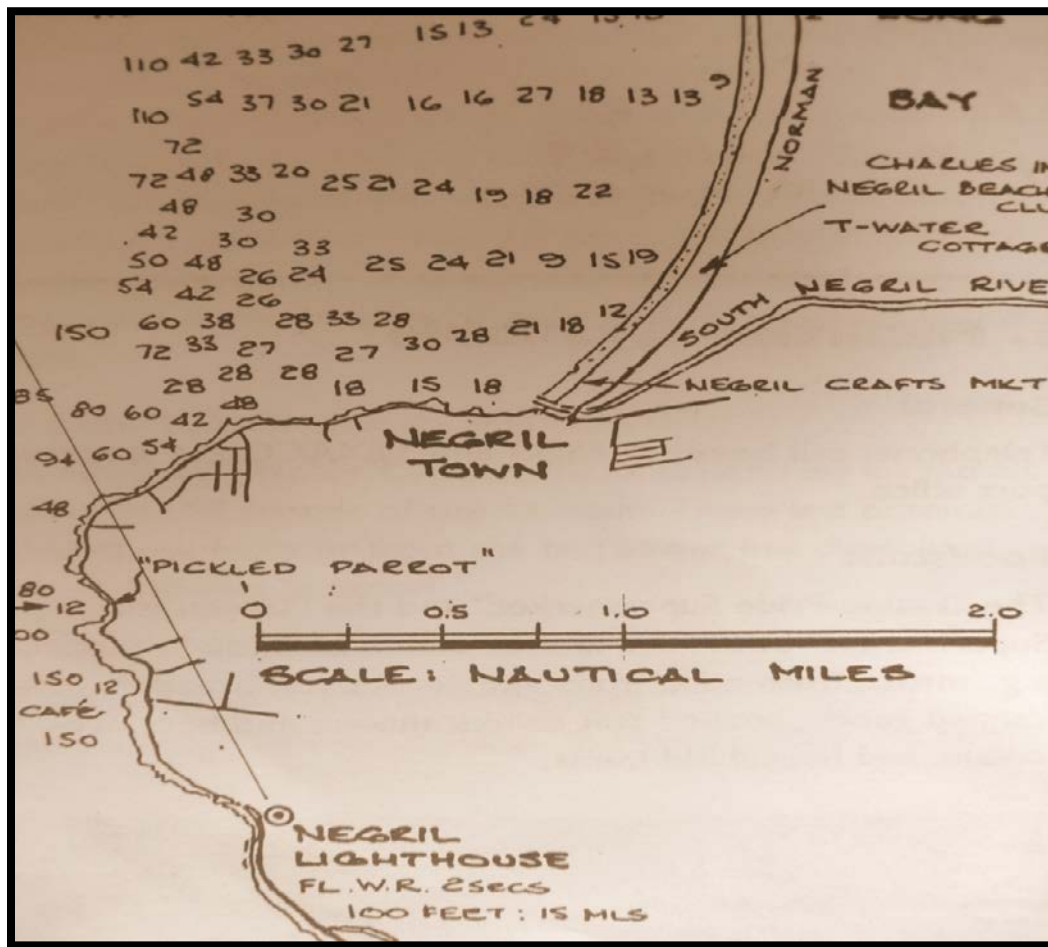 15 13 24
110 42 33 30 27
54 37 30 21 16 16 27 18 13 13 9
110
72
72 48 33 20 25 21 24 19 18 22
48 30
42 30 33
50 48 26 24 25 24 21 9 15 19
54 42 26
150 60 38 28 33 28 28 21 18 12
72 33 27 27 30
28 28 28 18 15 18
80 60 42 48
94 60 54
48
BAY
NORMAN
CHARLES
NEGRIL BEACH
T-WATER
COTTAGE
SOUTH
NEGRIL RIVE
NEGRIL CRAFTS MKT
NEGRIL
TOWN
"PICKLED PARROT"
80
12
150 12
CAFÉ
150
0 0.5 1.0 2.0
SCALE: NAUTICAL MILES
NEGRIL
LIGHTHOUSE
FL. W.R. 2secs
100 FEET: 15 MLS